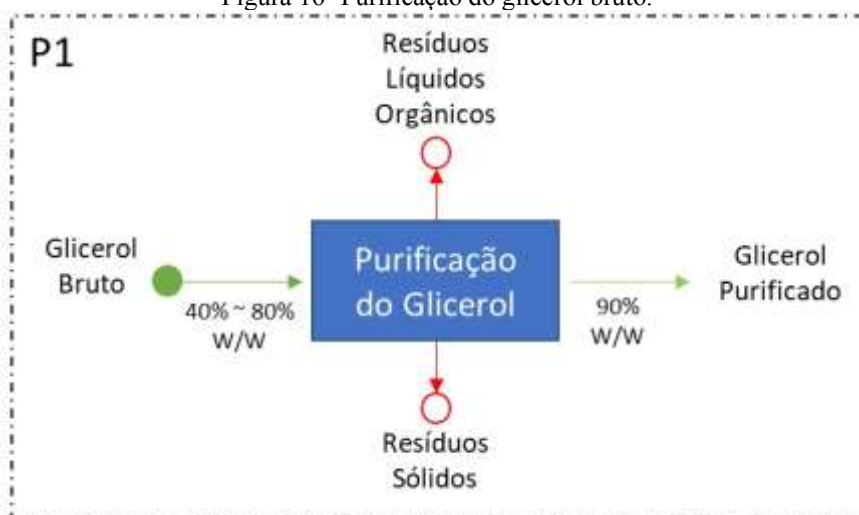 Figura 16- Purificação do glicerol bruto.
P1
Resíduos
Líquidos
Orgânicos
Glicerol
Bruto
40% ~ 80%
W/W
Purificação
do Glicerol
90%
W/W
Glicerol
Purificado
Resíduos
Sólidos